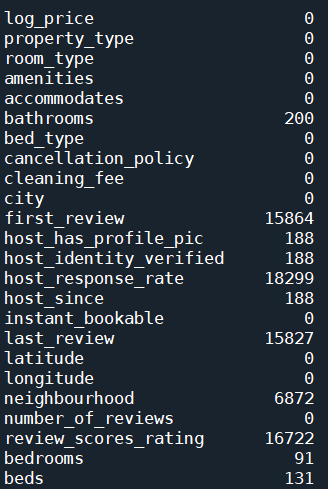 log_price 0
property_type 0
room_type 0
amenities 0
accommodates 0
bathrooms 200
bed_type 0
cancellation_policy 0
cleaning_fee 0
city 0
first_review 15864
host_has_profile_pic 188
host_identity_verified 188
host_response_rate 18299
host_since 188
instant_bookable 0
last_review 15827
latitude 0
longitude 0
neighbourhood 6872
number_of_reviews 0
review_scores_rating 16722
bedrooms 91
beds 131